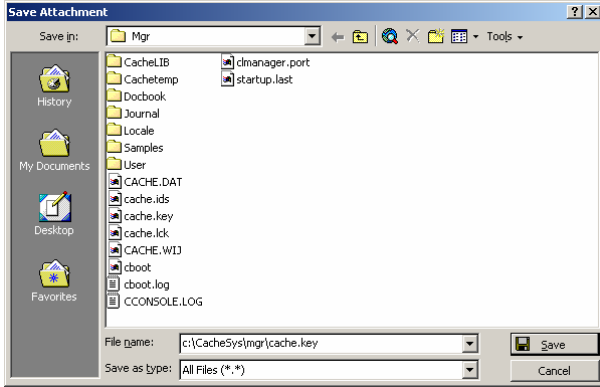 Save Attachment
Save in: Mgr Tools
CacheLIB
Cachetemp
Docbook
Journal
Locale
Samples
User
CACHE.DAT
cache.ids
cache.key
cache.lck
CACHE.WIJ
cboot
cboot.log
CCONSOLE.LOG
clmanager.port
startup.last
History
My Documents
Desktop
Favorites
File name: c:\CacheSys\mgr\cache.key Save
Save as type: All Files (*.*) Cancel